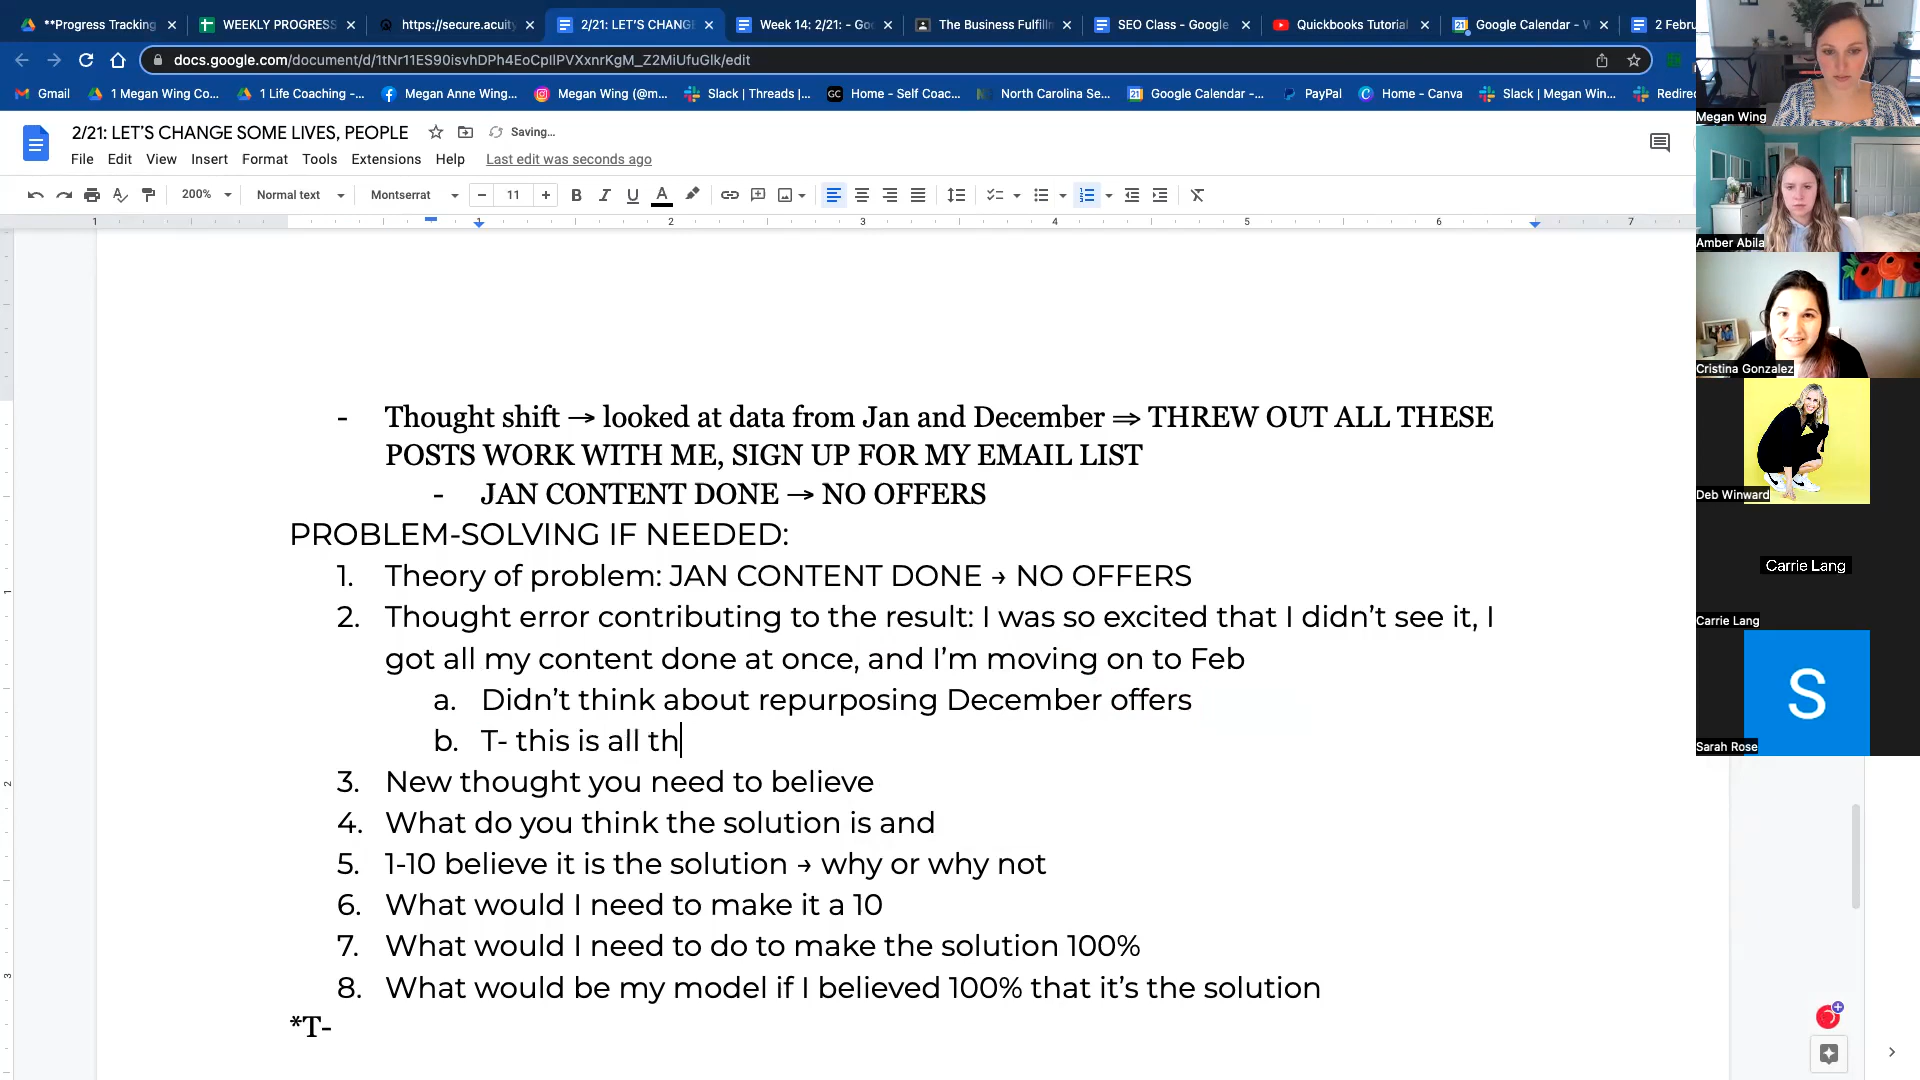 **Progress Tracking
WEEKLY PROGRESS
https://secure.acuity
2/21: LET'S CHANG
Week 14: 2/21: - Goo
The Business Fulfillm
SEO Class - Google
Quickbooks Tutorial
Google Calendar - W
2 Febru
docs.google.com/document/d/1tNr11ES90isvhDPh4EoCpIlPVXxnrKgM_Z2MiUfuGlk/edit
Gmail
1 Megan Wing Co...
1 Life Coaching -...
Megan Anne Wing...
Megan Wing (@m...
Slack | Threads |...
GC
Home - Self Coac...
North Carolina Se...
Google Calendar -...
PayPal
Home - Canva
Slack | Megan Win...
Redirec
2/21: LET'S CHANGE SOME LIVES, PEOPLE
Saving...
File Edit View Insert Format Tools Extensions Help Last edit was seconds ago
200% Normal text Montserrat − 11 + B I U A
1 1 2 3 4 5 6 7
- Thought shift → looked at data from Jan and December ⇒ THREW OUT ALL THESE
POSTS WORK WITH ME, SIGN UP FOR MY EMAIL LIST
- JAN CONTENT DONE → NO OFFERS
PROBLEM-SOLVING IF NEEDED:
1. Theory of problem: JAN CONTENT DONE → NO OFFERS
2. Thought error contributing to the result: I was so excited that I didn't see it, I
got all my content done at once, and I'm moving on to Feb
a. Didn't think about repurposing December offers
b. T- this is all th
3. New thought you need to believe
4. What do you think the solution is and
5. 1-10 believe it is the solution → why or why not
6. What would I need to make it a 10
7. What would I need to do to make the solution 100%
8. What would be my model if I believed 100% that it's the solution
*T-
Megan Wing
Amber Abila
Cristina Gonzalez
Deb Winward
Carrie Lang
Carrie Lang
S
Sarah Rose